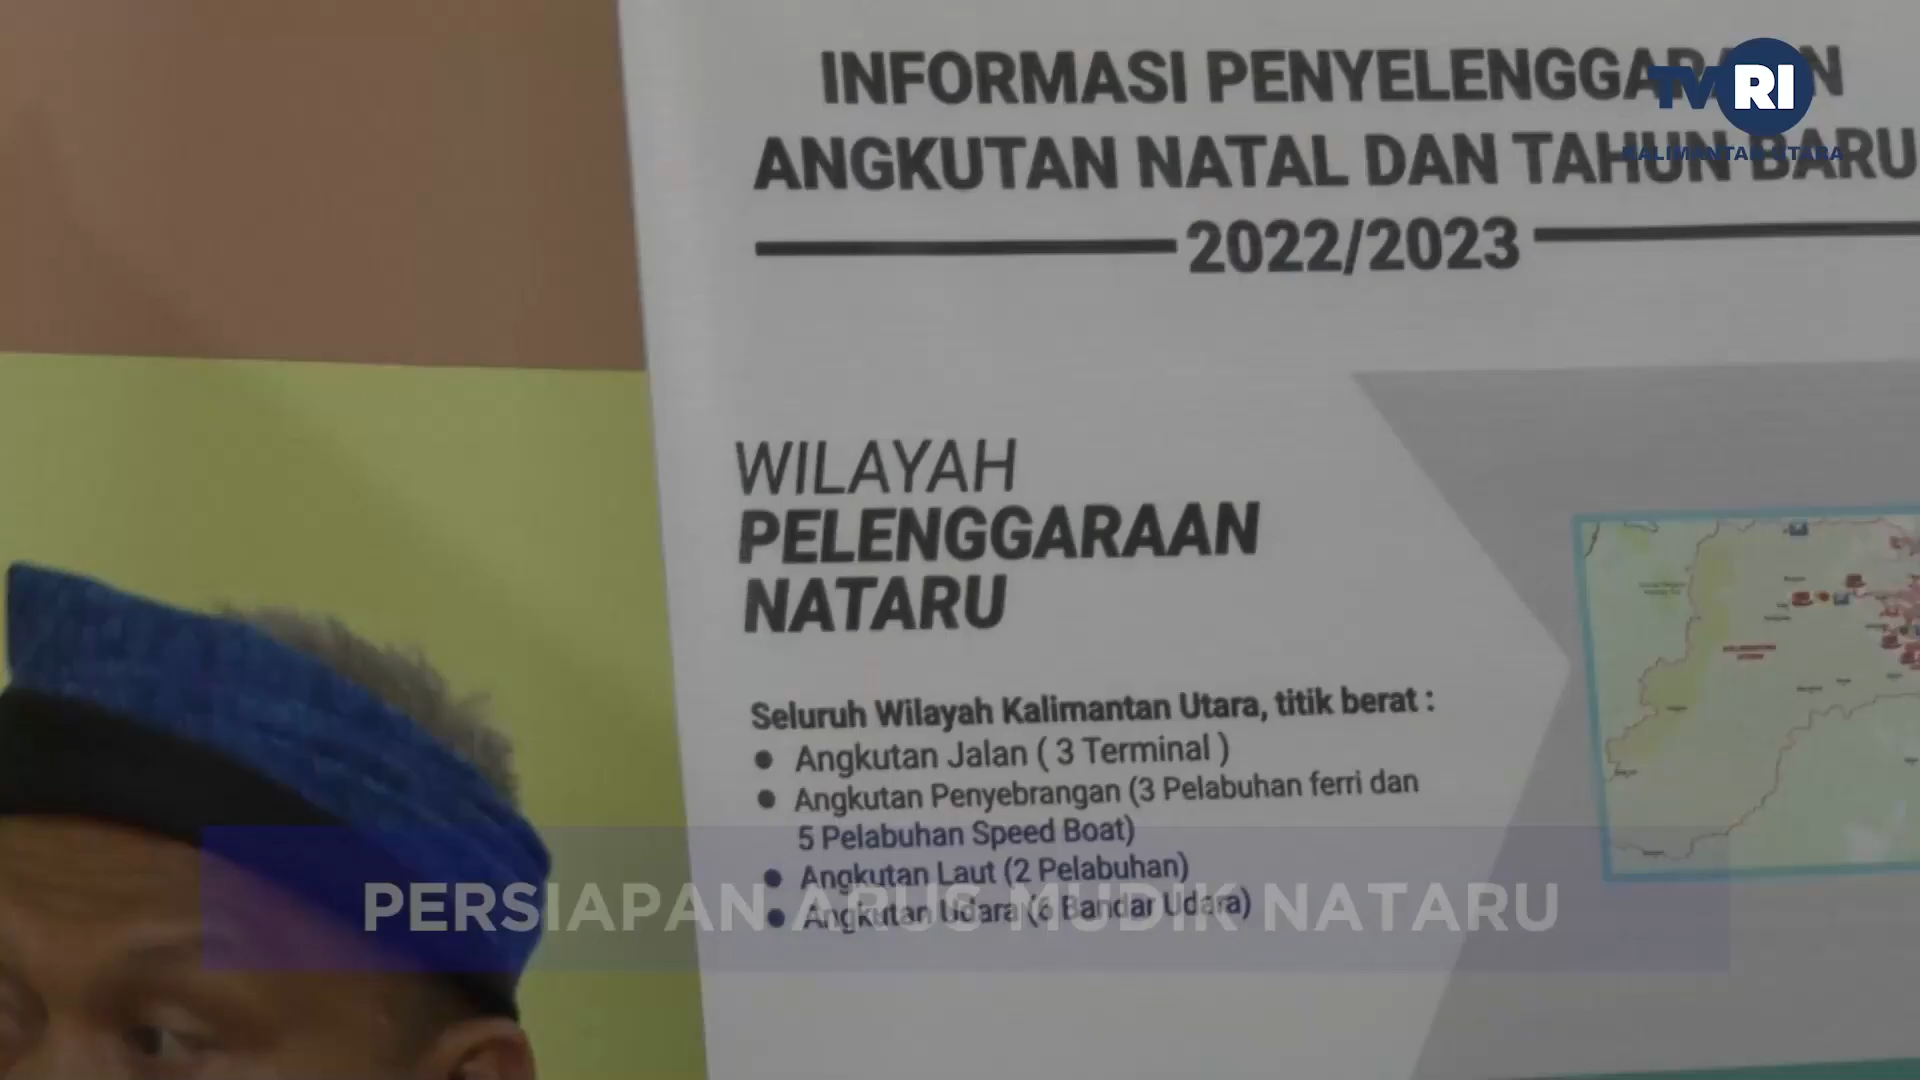 INFORMASI PENYELENGGARAAN
ANGKUTAN NATAL DAN TAHUN BARU
2022/2023
TVRI
KALIMANTAN UTARA
WILAYAH
PELENGGARAAN
NATARU
Seluruh Wilayah Kalimantan Utara, titik berat :
● Angkutan Jalan ( 3 Terminal )
● Angkutan Penyebrangan (3 Pelabuhan ferri dan
5 Pelabuhan Speed Boat)
● Angkutan Laut (2 Pelabuhan)
● Angkutan Udara (6 Bandar Udara)
PERSIAPAN ARUS MUDIK NATARU